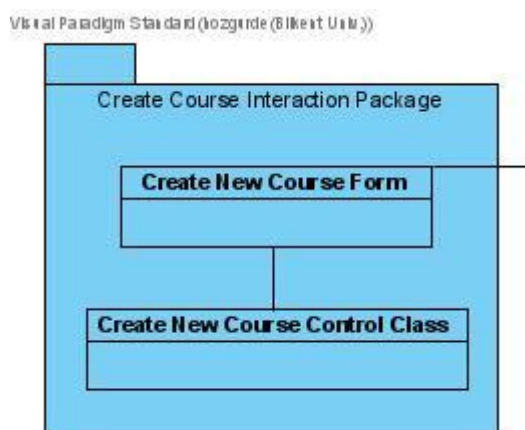 Visual Paradigm Standard (kozgurde (Bilkent Univ.))
Create Course Interaction Package
Create New Course Form
Create New Course Control Class